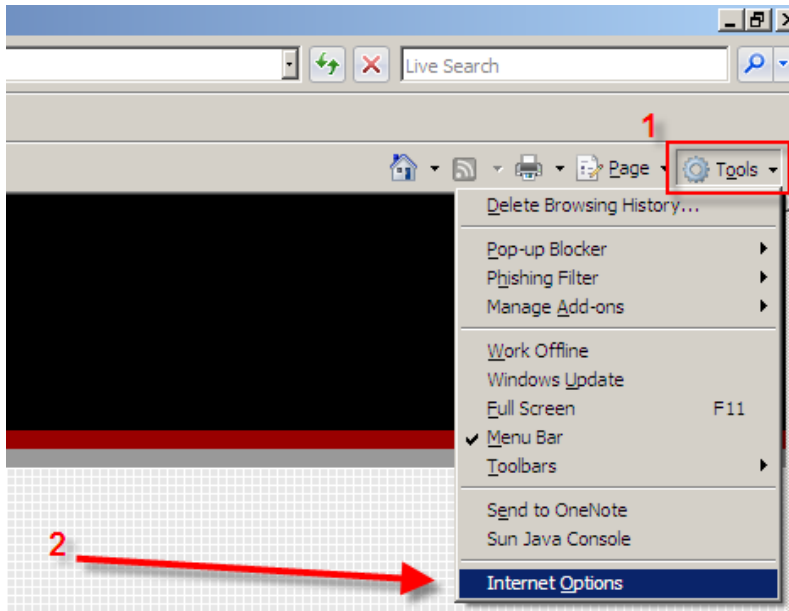 Live Search
1
Page
Tools
Delete Browsing History...
Pop-up Blocker
Phishing Filter
Manage Add-ons
Work Offline
Windows Update
Full Screen F11
Menu Bar
Toolbars
Send to OneNote
Sun Java Console
2
Internet Options